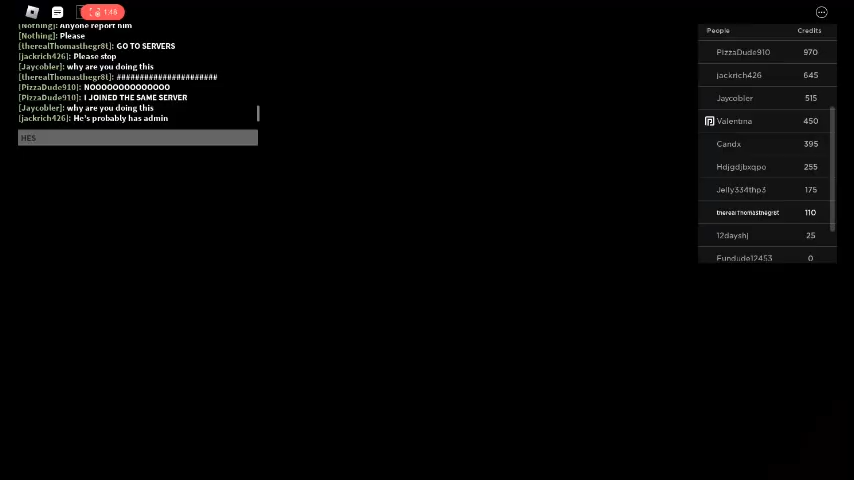 1:48
[Nothing]: Anyone report him
[Nothing]: Please
[therealThomasthegr8t]: GO TO SERVERS
[jackrich426]: Please stop
[Jaycobler]: why are you doing this
[therealThomasthegr8t]: ######################
[PizzaDude910]: NOOOOOOOOOOOOOO
[PizzaDude910]: I JOINED THE SAME SERVER
[Jaycobler]: why are you doing this
[jackrich426]: He's probably has admin
HES
People Credits
PizzaDude910 970
jackrich426 645
Jaycobler 515
Valentina 450
Candx 395
Hdjgdjbxqpo 255
Jelly334thp3 175
therealThomasthegr8t 110
12dayshj 25
Fundude12453 0